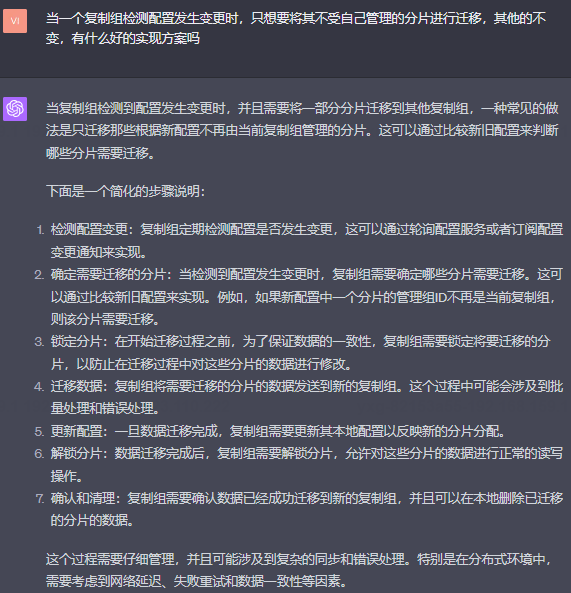 VI
当一个复制组检测配置发生变更时，只想要将其不受自己管理的分片进行迁移，其他的不
变，有什么好的实现方案吗
当复制组检测到配置发生变更时，并且需要将一部分分片迁移到其他复制组，一种常见的做
法是只迁移那些根据新配置不再由当前复制组管理的分片。这可以通过比较新旧配置来判断
哪些分片需要迁移。
下面是一个简化的步骤说明：
1. 检测配置变更：复制组定期检测配置是否发生变更，这可以通过轮询配置服务或者订阅配置
变更通知来实现。
2. 确定需要迁移的分片：当检测到配置发生变更时，复制组需要确定哪些分片需要迁移。这可
以通过比较新旧配置来实现。例如，如果新配置中一个分片的管理组ID不再是当前复制组，
则该分片需要迁移。
3. 锁定分片：在开始迁移过程之前，为了保证数据的一致性，复制组需要锁定将要迁移的分
片，以防止在迁移过程中对这些分片的数据进行修改。
4. 迁移数据：复制组将需要迁移的分片的数据发送到新的复制组。这个过程中可能会涉及到批
量处理和错误处理。
5. 更新配置：一旦数据迁移完成，复制组需要更新其本地配置以反映新的分片分配。
6. 解锁分片：数据迁移完成后，复制组需要解锁分片，允许对这些分片的数据进行正常的读写
操作。
7. 确认和清理：复制组需要确认数据已经成功迁移到新的复制组，并且可以在本地删除已迁移
的分片的数据。
这个过程需要仔细管理，并且可能涉及到复杂的同步和错误处理。特别是在分布式环境中，
需要考虑到网络延迟、失败重试和数据一致性等因素。